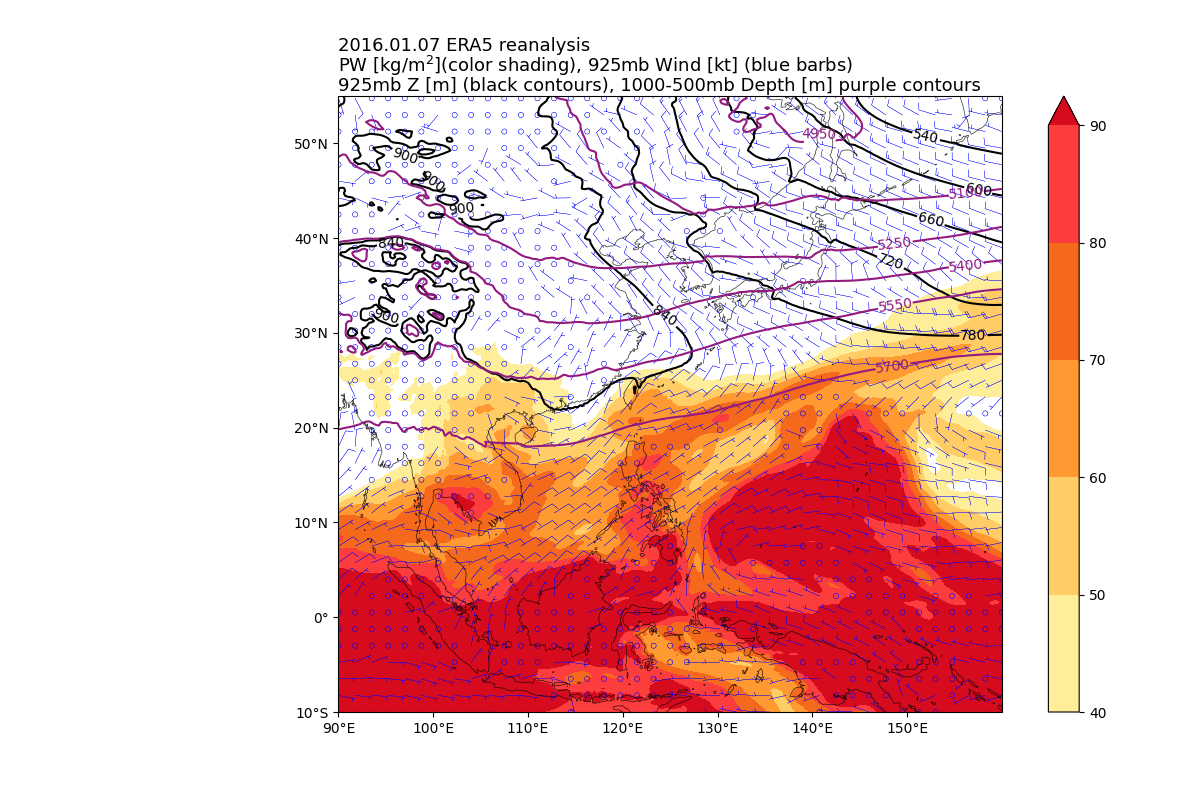 2016.01.07 ERA5 reanalysis
PW [kg/m²](color shading), 925mb Wind [kt] (blue barbs)
925mb Z [m] (black contours), 1000-500mb Depth [m] purple contours
50°N
40°N
30°N
20°N
10°N
0°
10°S
90°E
100°E
110°E
120°E
130°E
140°E
150°E
90
80
70
60
50
40
4950
540
900
900
600
5100
900
660
840
5250
720
5400
5550
900
840
780
5700